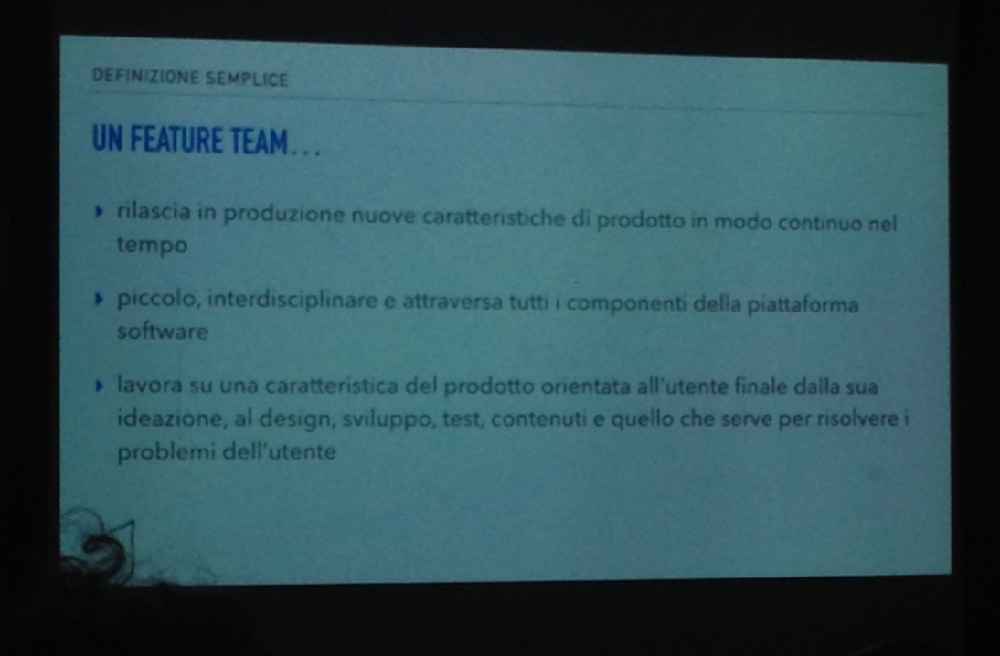 DEFINIZIONE SEMPLICE
UN FEATURE TEAM...
rilascia in produzione nuove caratteristiche di prodotto in modo continuo nel
tempo
piccolo, interdisciplinare e attraversa tutti i componenti della piattaforma
software
lavora su una caratteristica del prodotto orientata all'utente finale dalla sua
ideazione, al design, sviluppo, test, contenuti e quello che serve per risolvere i
problemi dell'utente